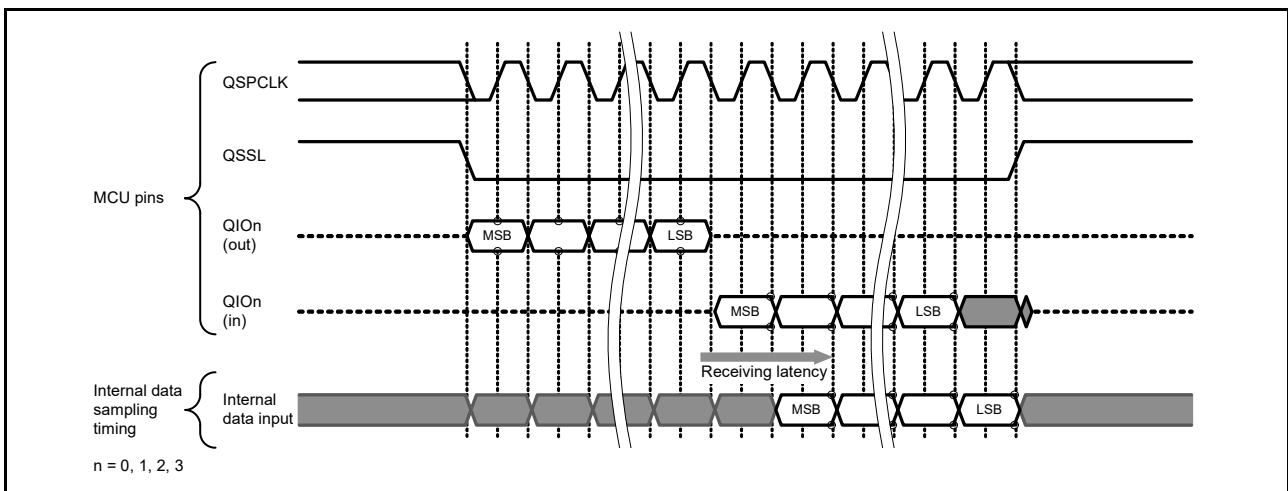 QSPCLK
QSSL
MCU pins
QIOn
(out)
MSB
LSB
QIOn
(in)
MSB
LSB
Receiving latency
Internal data
sampling
timing
Internal
data input
MSB
LSB
n = 0, 1, 2, 3